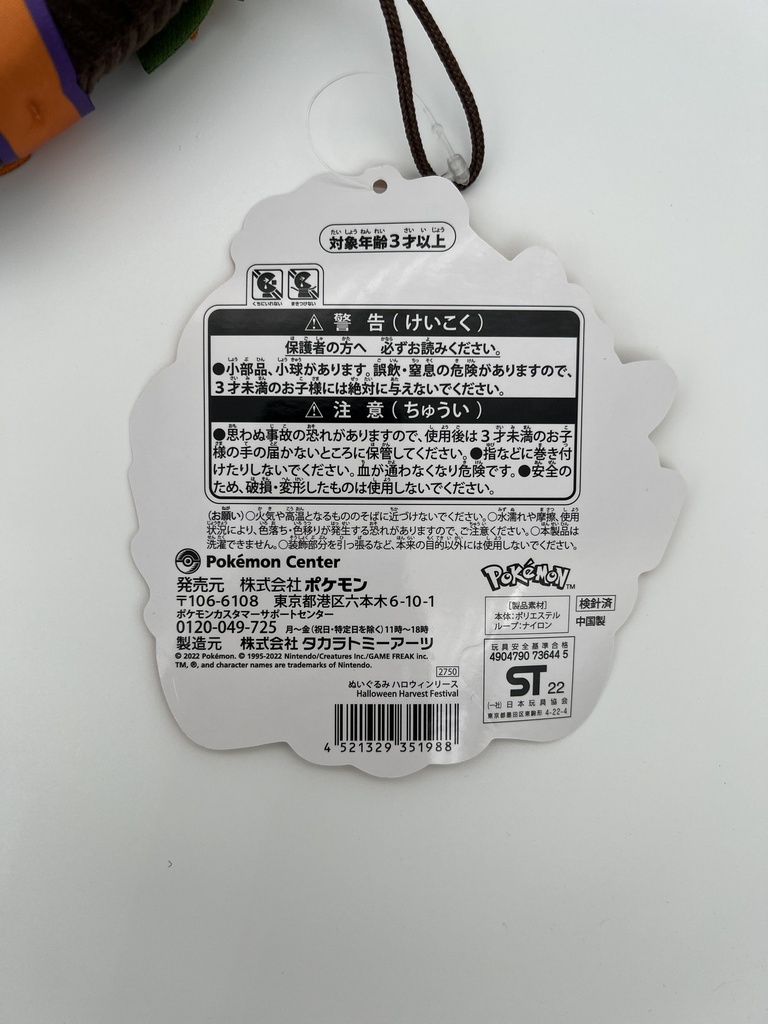 対象年齢3才以上
くちにいれない まきつけない
⚠ 警 告 ( けいこく )
保護者の方へ 必ずお読みください。
●小部品、小球があります。誤飲・窒息の危険がありますので、
3才未満のお子様には絶対に与えないでください。
⚠ 注 意 ( ちゅうい )
●思わぬ事故の恐れがありますので、使用後は3才未満のお子
様の手の届かないところに保管してください。●指などに巻き付
けたりしないでください。血が通わなくなり危険です。●安全の
ため、破損・変形したものは使用しないでください。
(お願い) ○火気や高温となるもののそばに近づけないでください。○水濡れや摩擦、使用
状況により、色落ち・色移りが発生する恐れがありますので、ご注意ください。○本製品は
洗濯できません。○装飾部分を引っ張るなど、本来の目的以外には使用しないでください。
Pokémon Center
発売元 株式会社ポケモン
〒106-6108 東京都港区六本木6-10-1
ポケモンカスタマーサポートセンター
0120-049-725 月〜金(祝日・特定日を除く)11時〜18時
製造元 株式会社 タカラトミーアーツ
© 2022 Pokémon. © 1995-2022 Nintendo/Creatures Inc./GAME FREAK inc.
TM, ®, and character names are trademarks of Nintendo.
POKéMON TM
[製品素材]
本体:ポリエステル
ループ:ナイロン
検針済
中国製
玩具安全基準合格
4904790 73644 5
ST 22
(一社) 日本玩具協会
東京都墨田区東駒形 4-22-4
2750
ぬいぐるみ ハロウィンリース
Halloween Harvest Festival
4 521329 351988